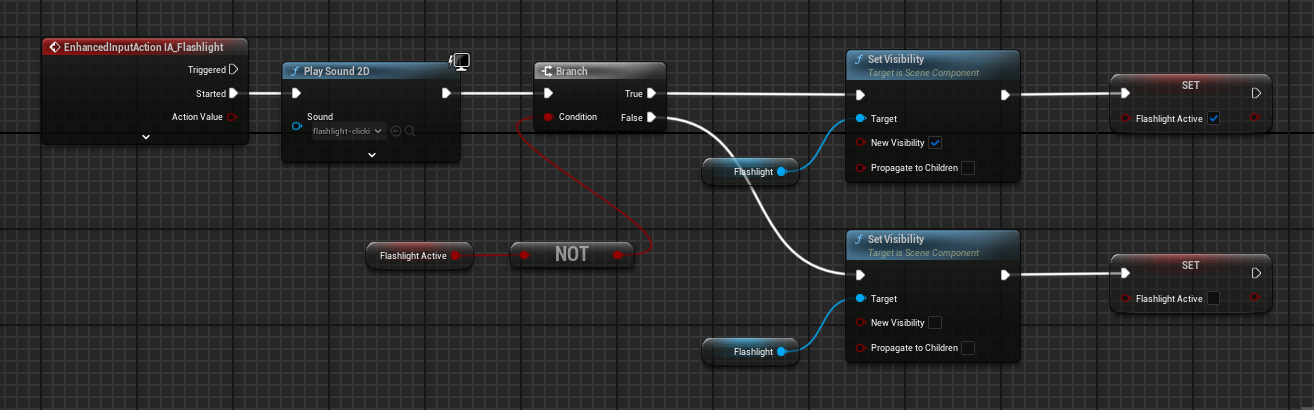 EnhancedInputAction IA_Flashlight
Triggered
Started
Action Value
Play Sound 2D
Sound
flashlight-clicki
Branch
True
Condition
False
Set Visibility
Target is Scene Component
Target
New Visibility
Propagate to Children
Flashlight
SET
Flashlight Active
Flashlight Active
NOT
Set Visibility
Target is Scene Component
Target
New Visibility
Propagate to Children
Flashlight
SET
Flashlight Active